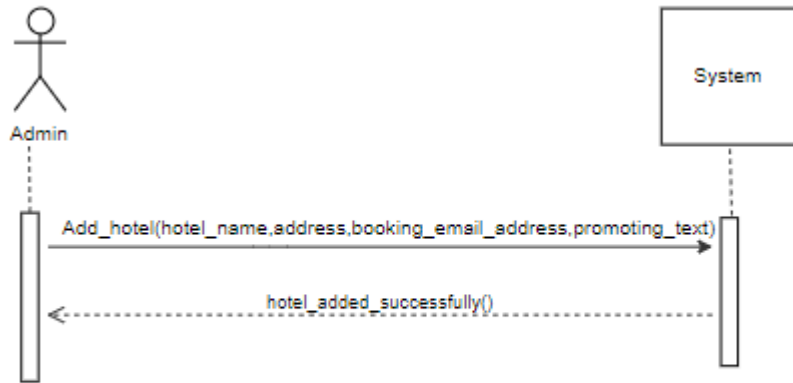 System
Admin
Add_hotel(hotel_name,address,booking_email_address,promoting_text)
hotel_added_successfully()